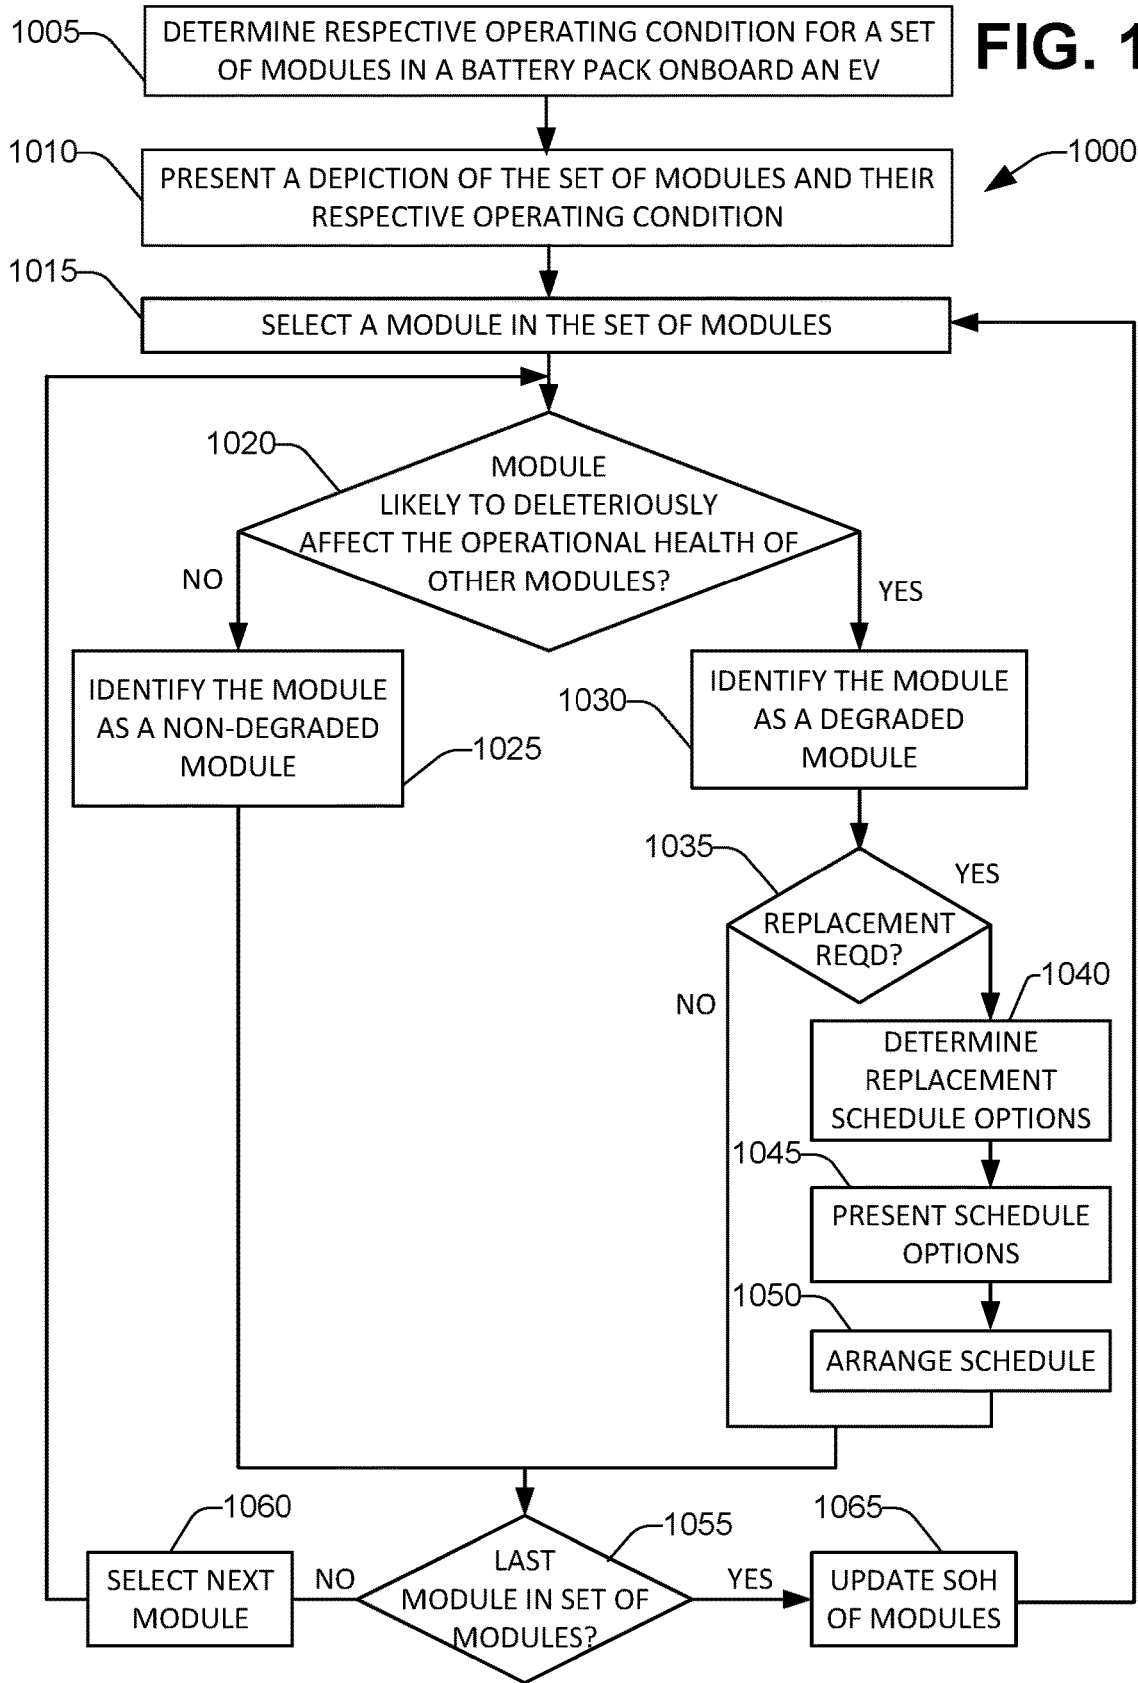 1005
DETERMINE RESPECTIVE OPERATING CONDITION FOR A SET
OF MODULES IN A BATTERY PACK ONBOARD AN EV
FIG. 1
1010
PRESENT A DEPICTION OF THE SET OF MODULES AND THEIR
RESPECTIVE OPERATING CONDITION
1000
1015
SELECT A MODULE IN THE SET OF MODULES
1020
MODULE
LIKELY TO DELETERIOUSLY
AFFECT THE OPERATIONAL HEALTH OF
OTHER MODULES?
NO
YES
IDENTIFY THE MODULE
AS A NON-DEGRADED
MODULE
1025
1030
IDENTIFY THE MODULE
AS A DEGRADED
MODULE
1035
YES
REPLACEMENT
REQD?
NO
1040
DETERMINE
REPLACEMENT
SCHEDULE OPTIONS
1045
PRESENT SCHEDULE
OPTIONS
1050
ARRANGE SCHEDULE
1060
SELECT NEXT
MODULE
NO
1055
LAST
MODULE IN SET OF
MODULES?
YES
1065
UPDATE SOH
OF MODULES